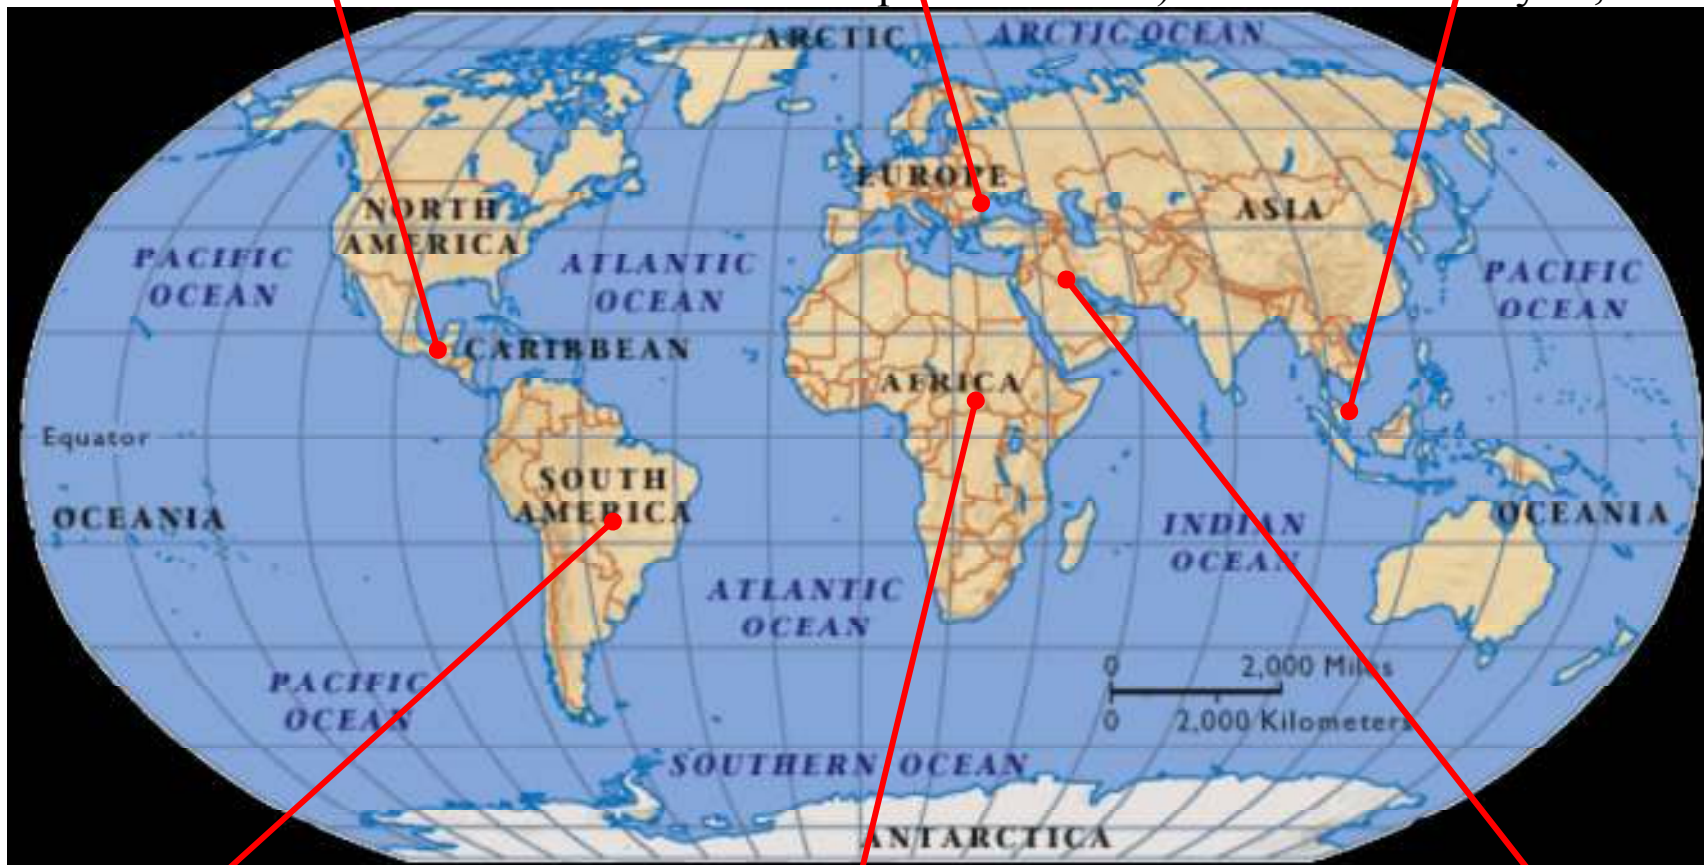 ARCTIC
ARCTIC OCEAN
EUROPE
ASIA
NORTH
AMERICA
PACIFIC
OCEAN
ATLANTIC
OCEAN
PACIFIC
OCEAN
CARIBBEAN
AFRICA
Equator
SOUTH
AMERICA
OCEANIA
INDIAN
OCEAN
OCEANIA
ATLANTIC
OCEAN
0 2,000 Miles
0 2,000 Kilometers
PACIFIC
OCEAN
SOUTHERN OCEAN
ANTARCTICA